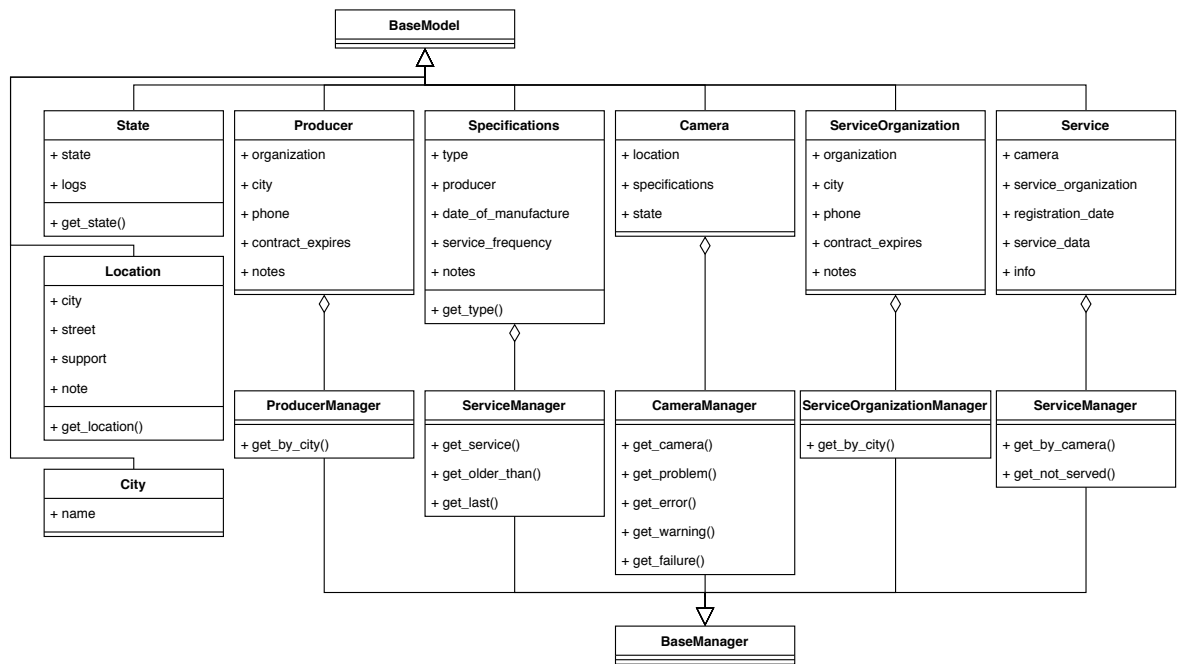 BaseModel
State
+ state
+ logs
+ get_state()
Producer
+ organization
+ city
+ phone
+ contract_expires
+ notes
Specifications
+ type
+ producer
+ date_of_manufacture
+ service_frequency
+ notes
+ get_type()
Camera
+ location
+ specifications
+ state
ServiceOrganization
+ organization
+ city
+ phone
+ contract_expires
+ notes
Service
+ camera
+ service_organization
+ registration_date
+ service_data
+ info
Location
+ city
+ street
+ support
+ note
+ get_location()
City
+ name
ProducerManager
+ get_by_city()
ServiceManager
+ get_service()
+ get_older_than()
+ get_last()
CameraManager
+ get_camera()
+ get_problem()
+ get_error()
+ get_warning()
+ get_failure()
ServiceOrganizationManager
+ get_by_city()
ServiceManager
+ get_by_camera()
+ get_not_served()
BaseManager